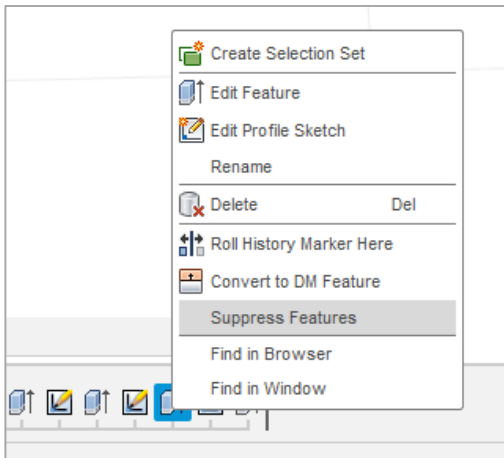 Create Selection Set
Edit Feature
Edit Profile Sketch
Rename
Delete Del
Roll History Marker Here
Convert to DM Feature
Suppress Features
Find in Browser
Find in Window